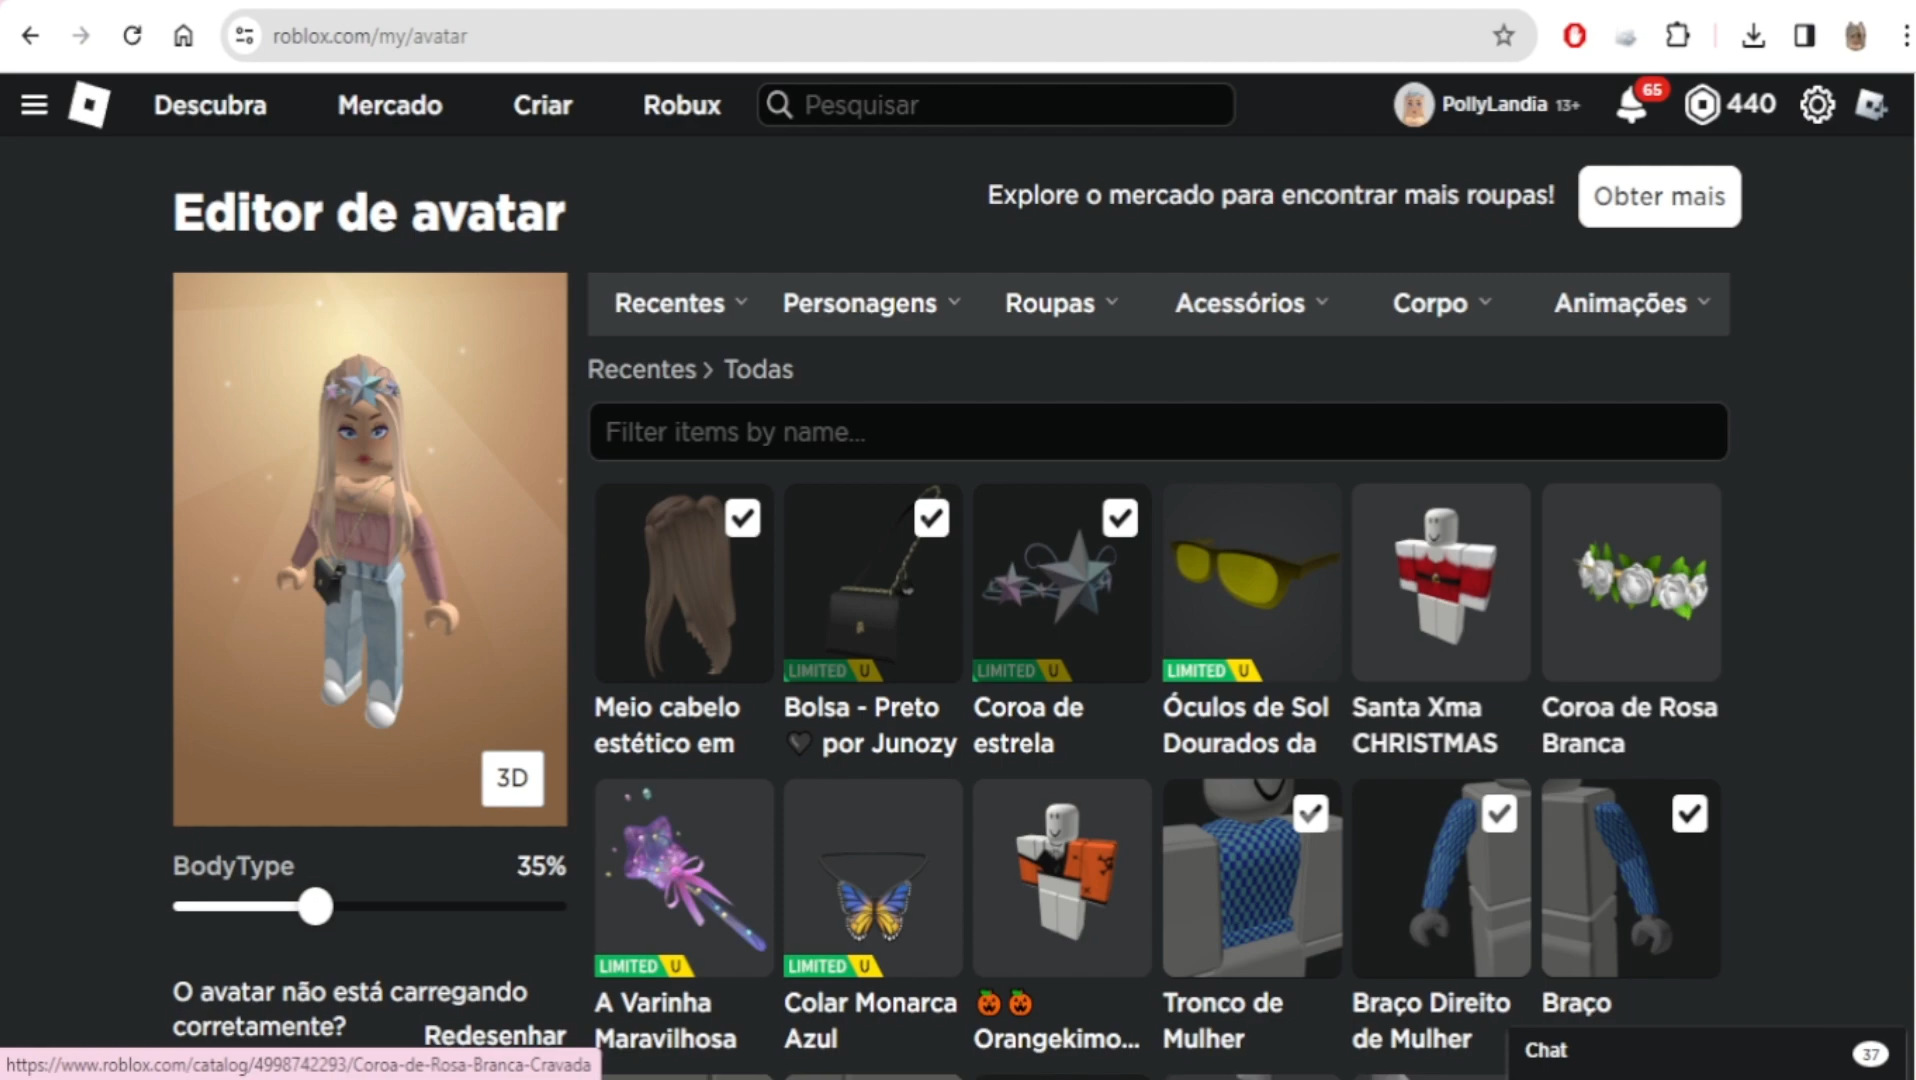 roblox.com/my/avatar
Descubra
Mercado
Criar
Robux
Pesquisar
PollyLandia 13+
65
440
Editor de avatar
Explore o mercado para encontrar mais roupas!
Obter mais
Recentes
Personagens
Roupas
Acessórios
Corpo
Animações
Recentes > Todas
Filter items by name...
3D
BodyType
35%
O avatar não está carregando
corretamente?
Redesenhar
Meio cabelo
estético em
LIMITED U
Bolsa - Preto
🖤 por Junozy
LIMITED U
Coroa de
estrela
LIMITED U
Óculos de Sol
Dourados da
Santa Xma
CHRISTMAS
Coroa de Rosa
Branca
LIMITED U
A Varinha
Maravilhosa
LIMITED U
Colar Monarca
Azul
🎃🎃
Orangekimo...
Tronco de
Mulher
Braço Direito
de Mulher
Braço
Chat
37
https://www.roblox.com/catalog/4998742293/Coroa-de-Rosa-Branca-Cravada